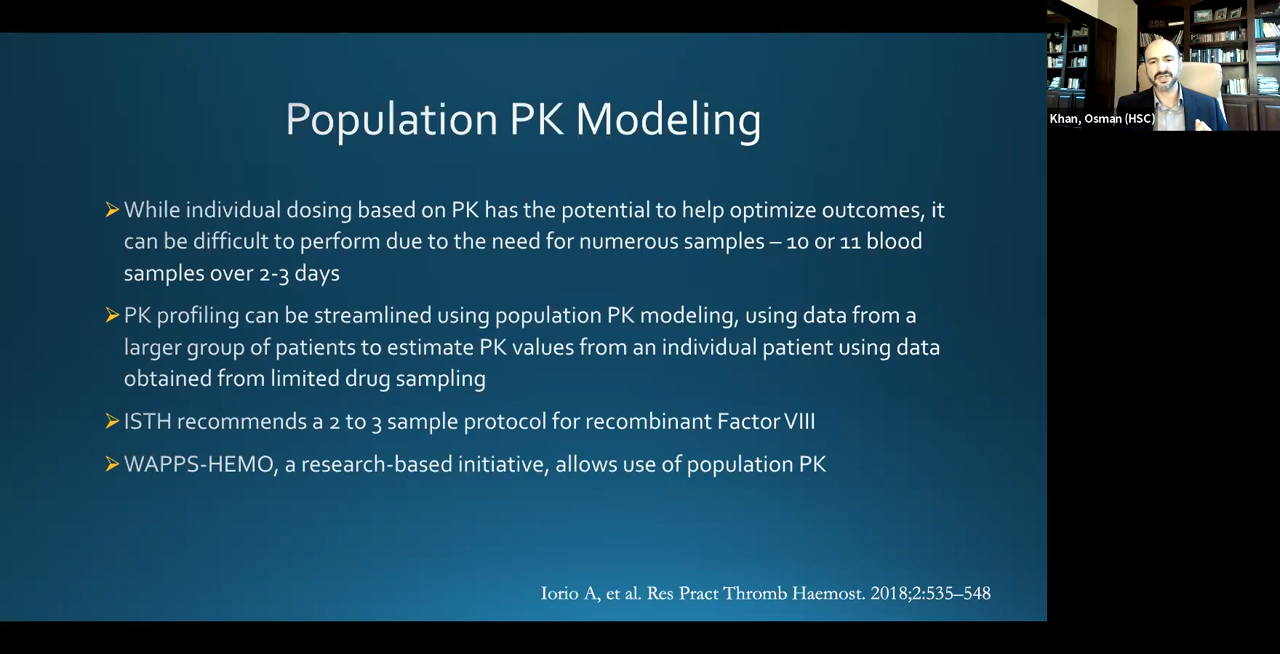 Population PK Modeling
While individual dosing based on PK has the potential to help optimize outcomes, it
can be difficult to perform due to the need for numerous samples – 10 or 11 blood
samples over 2-3 days
PK profiling can be streamlined using population PK modeling, using data from a
larger group of patients to estimate PK values from an individual patient using data
obtained from limited drug sampling
ISTH recommends a 2 to 3 sample protocol for recombinant Factor VIII
WAPPS-HEMO, a research-based initiative, allows use of population PK
Iorio A, et al. Res Pract Thromb Haemost. 2018;2:535–548
Khan, Osman (HSC)